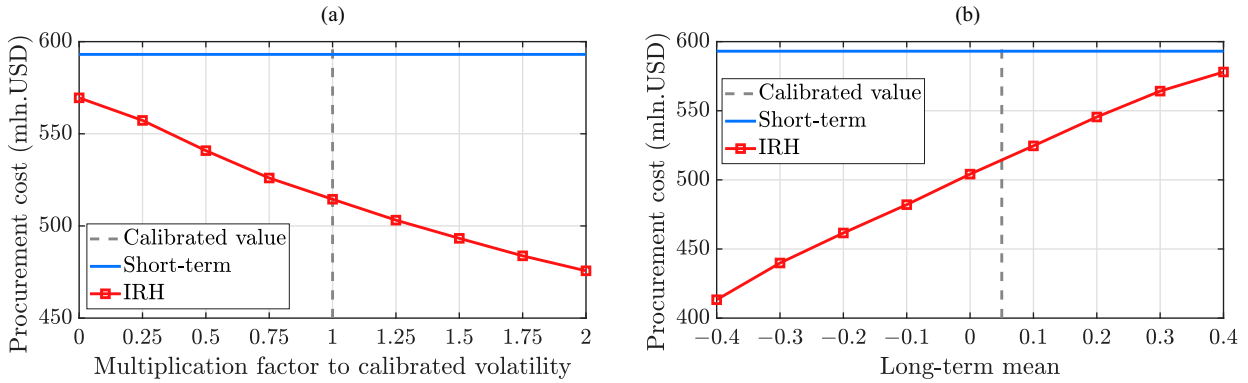 (a)
600
550
500
450
Procurement cost (mln.USD)
Calibrated value
Short-term
IRH
0 0.25 0.5 0.75 1 1.25 1.5 1.75 2
Multiplication factor to calibrated volatility
(b)
600
550
500
450
400
Procurement cost (mln.USD)
Calibrated value
Short-term
IRH
−0.4 −0.3 −0.2 −0.1 0 0.1 0.2 0.3 0.4
Long-term mean